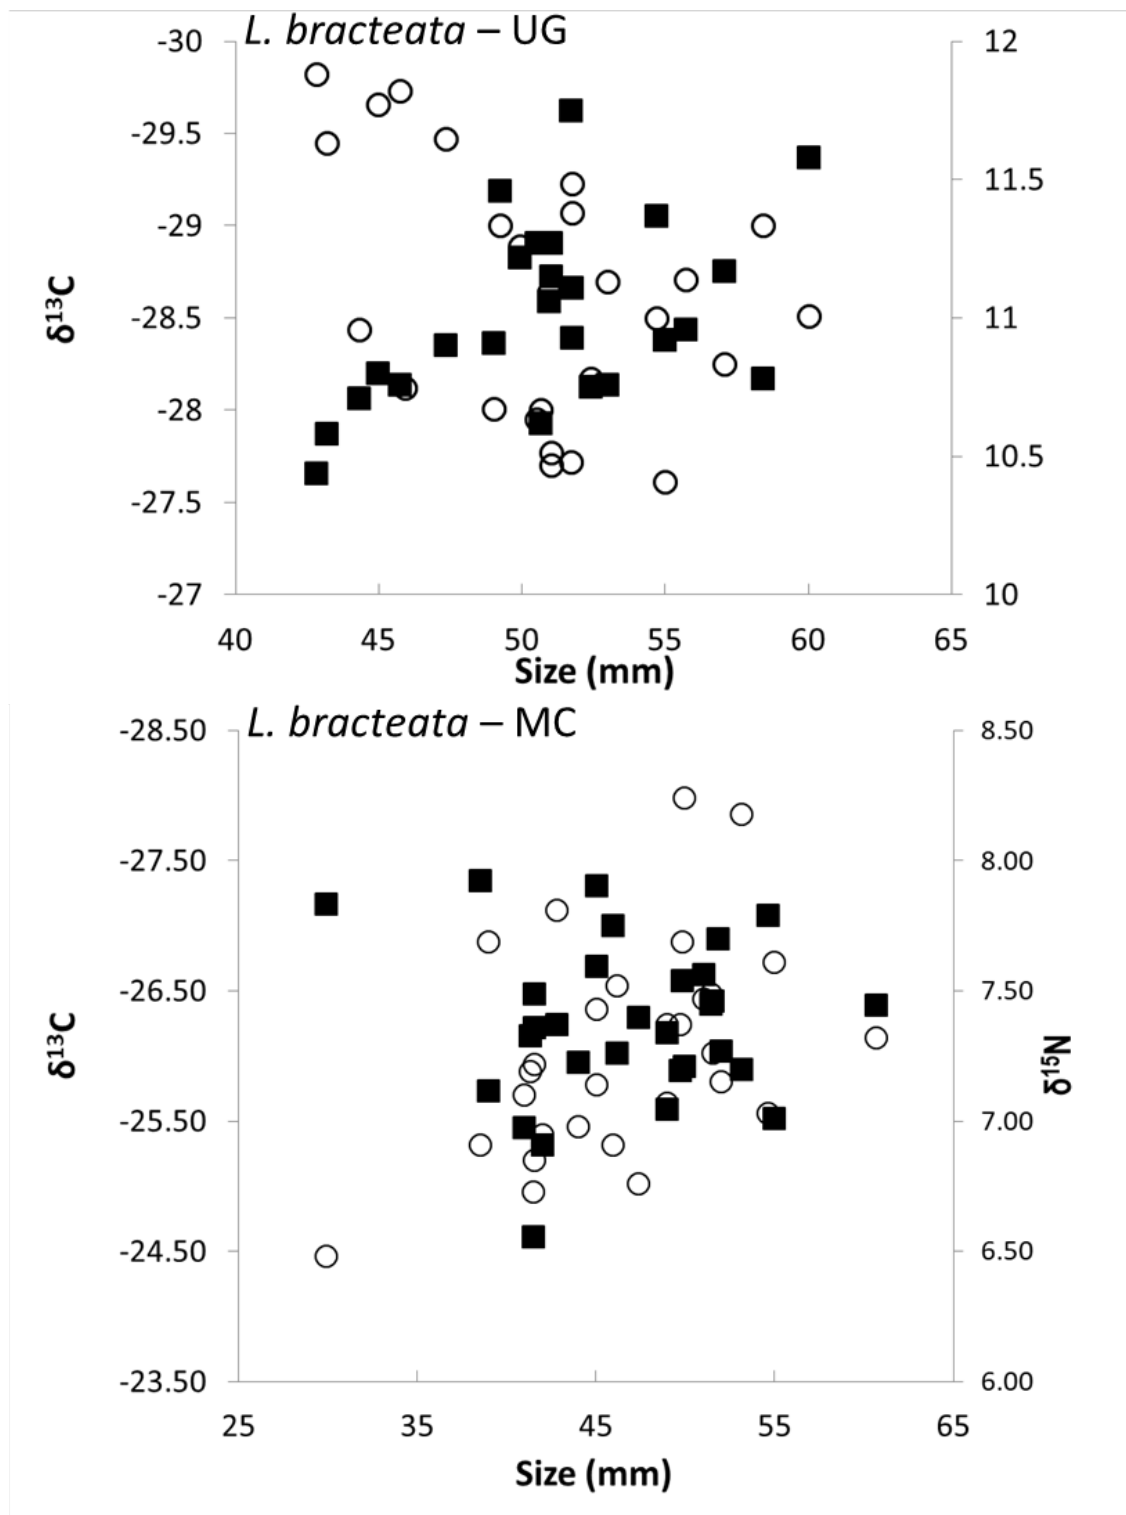 L. bracteata – UG
-30
-29.5
-29
-28.5
-28
-27.5
-27
12
11.5
11
10.5
10
δ¹³C
40 45 50 55 60 65
Size (mm)
L. bracteata – MC
-28.50
-27.50
-26.50
-25.50
-24.50
-23.50
8.50
8.00
7.50
7.00
6.50
6.00
δ¹³C
δ¹⁵N
25 35 45 55 65
Size (mm)